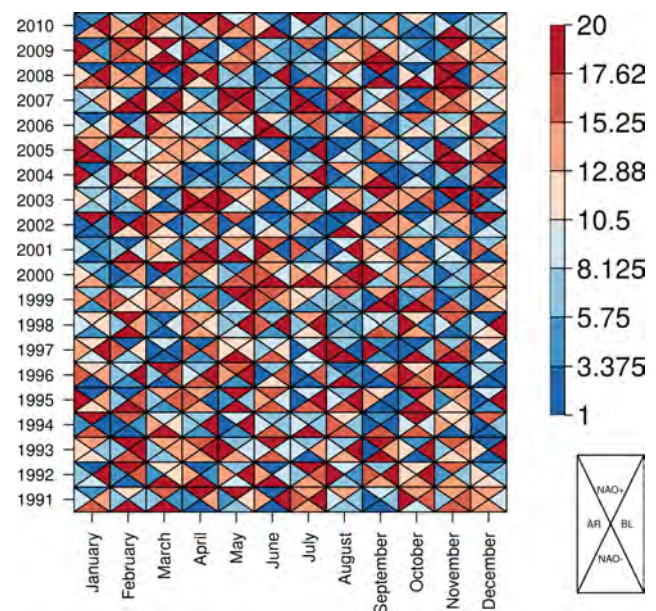 2010
2009
2008
2007
2006
2005
2004
2003
2002
2001
2000
1999
1998
1997
1996
1995
1994
1993
1992
1991
January
February
March
April
May
June
July
August
September
October
November
December
20
17.62
15.25
12.88
10.5
8.125
5.75
3.375
1
NAO+
AR BL
NAO-